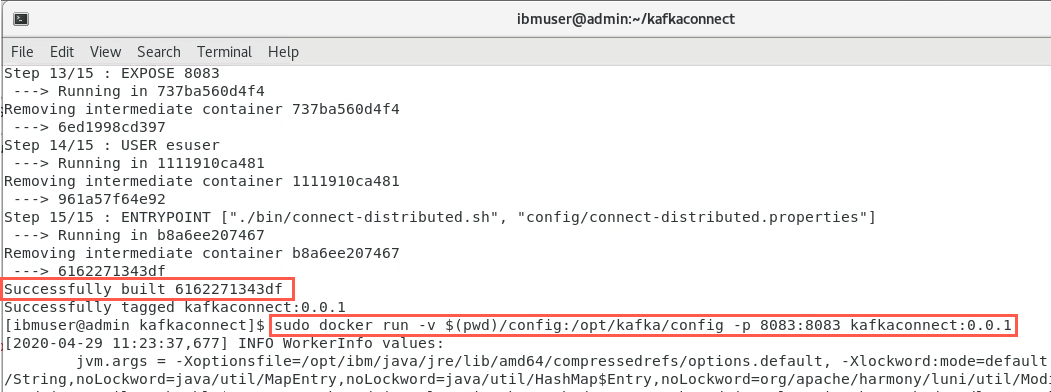 ibmuser@admin:~/kafkaconnect
File Edit View Search Terminal Help
Step 13/15 : EXPOSE 8083
---> Running in 737ba560d4f4
Removing intermediate container 737ba560d4f4
---> 6ed1998cd397
Step 14/15 : USER esuser
---> Running in 1111910ca481
Removing intermediate container 1111910ca481
---> 961a57f64e92
Step 15/15 : ENTRYPOINT ["./bin/connect-distributed.sh", "config/connect-distributed.properties"]
---> Running in b8a6ee207467
Removing intermediate container b8a6ee207467
---> 6162271343df
Successfully built 6162271343df
Successfully tagged kafkaconnect:0.0.1
[ibmuser@admin kafkaconnect]$ sudo docker run -v $(pwd)/config:/opt/kafka/config -p 8083:8083 kafkaconnect:0.0.1
[2020-04-29 11:23:37,677] INFO WorkerInfo values:
jvm.args = -Xoptionsfile=/opt/ibm/java/jre/lib/amd64/compressedrefs/options.default, -Xlockword:mode=default
/String,noLockword=java/util/MapEntry,noLockword=java/util/HashMap$Entry,noLockword=org/apache/harmony/luni/util/Mod